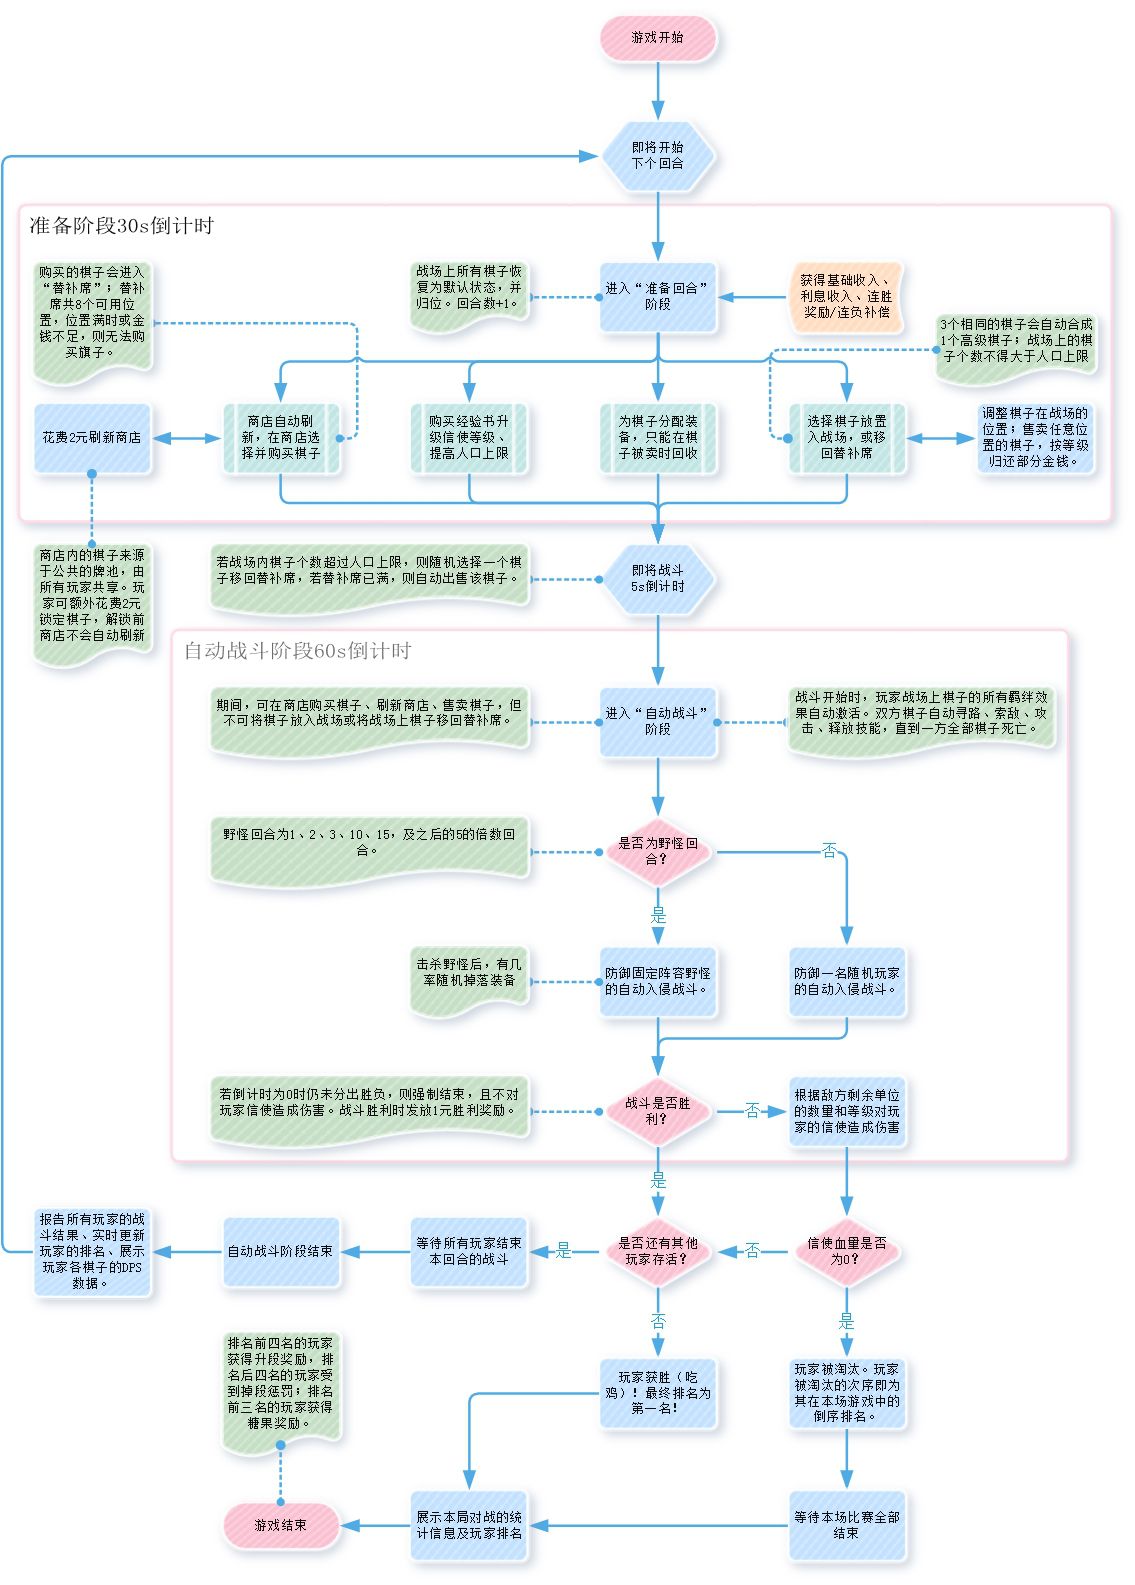 游戏开始
即将开始
下个回合
准备阶段30s倒计时
购买的棋子会进入
“替补席”；替补
席共8个可用位
置，位置满时或金
钱不足，则无法购
买旗子。
战场上所有棋子恢
复为默认状态，并
归位。回合数+1。
进入“准备回合”
阶段
获得基础收入、
利息收入、连胜
奖励/连负补偿
3个相同的棋子会自动合成
1个高级棋子；战场上的棋
子个数不得大于人口上限
花费2元刷新商店
商店自动刷
新，在商店选
择并购买棋子
购买经验书升
级信使等级、
提高人口上限
为棋子分配装
备，只能在棋
子被卖时回收
选择棋子放置
入战场，或移
回替补席
调整棋子在战场的
位置；售卖任意位
置的棋子，按等级
归还部分金钱。
商店内的棋子来源
于公共的牌池，由
所有玩家共享。玩
家可额外花费2元
锁定棋子，解锁前
商店不会自动刷新
若战场内棋子个数超过人口上限，则随机选择一个棋
子移回替补席，若替补席已满，则自动出售该棋子。
即将战斗
5s倒计时
自动战斗阶段60s倒计时
期间，可在商店购买棋子、刷新商店、售卖棋子，但
不可将棋子放入战场或将战场上棋子移回替补席。
进入“自动战斗”
阶段
战斗开始时，玩家战场上棋子的所有羁绊效
果自动激活。双方棋子自动寻路、索敌、攻
击、释放技能，直到一方全部棋子死亡。
野怪回合为1、2、3、10、15，及之后的5的倍数回
合。
是否为野怪回
合？
否
是
击杀野怪后，有几
率随机掉落装备
防御固定阵容野怪
的自动入侵战斗。
防御一名随机玩家
的自动入侵战斗。
若倒计时为0时仍未分出胜负，则强制结束，且不对
玩家信使造成伤害。战斗胜利时发放1元胜利奖励。
战斗是否胜
利？
否
根据敌方剩余单位
的数量和等级对玩
家的信使造成伤害
是
报告所有玩家的战
斗结果、实时更新
玩家的排名、展示
玩家各棋子的DPS
数据。
自动战斗阶段结束
等待所有玩家结束
本回合的战斗
是
是否还有其他
玩家存活？
否
信使血量是否
为0？
否
是
排名前四名的玩家
获得升段奖励，排
名后四名的玩家受
到掉段惩罚；排名
前三名的玩家获得
糖果奖励。
玩家获胜（吃
鸡）！最终排名为
第一名！
玩家被淘汰。玩家
被淘汰的次序即为
其在本场游戏中的
倒序排名。
游戏结束
展示本局对战的统
计信息及玩家排名
等待本场比赛全部
结束